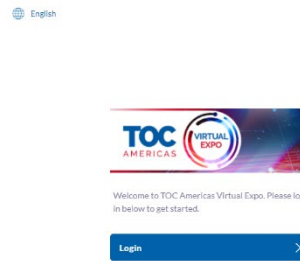 English
TOC
AMERICAS
VIRTUAL
EXPO
Welcome to TOC Americas Virtual Expo. Please lo
in below to get started.
Login